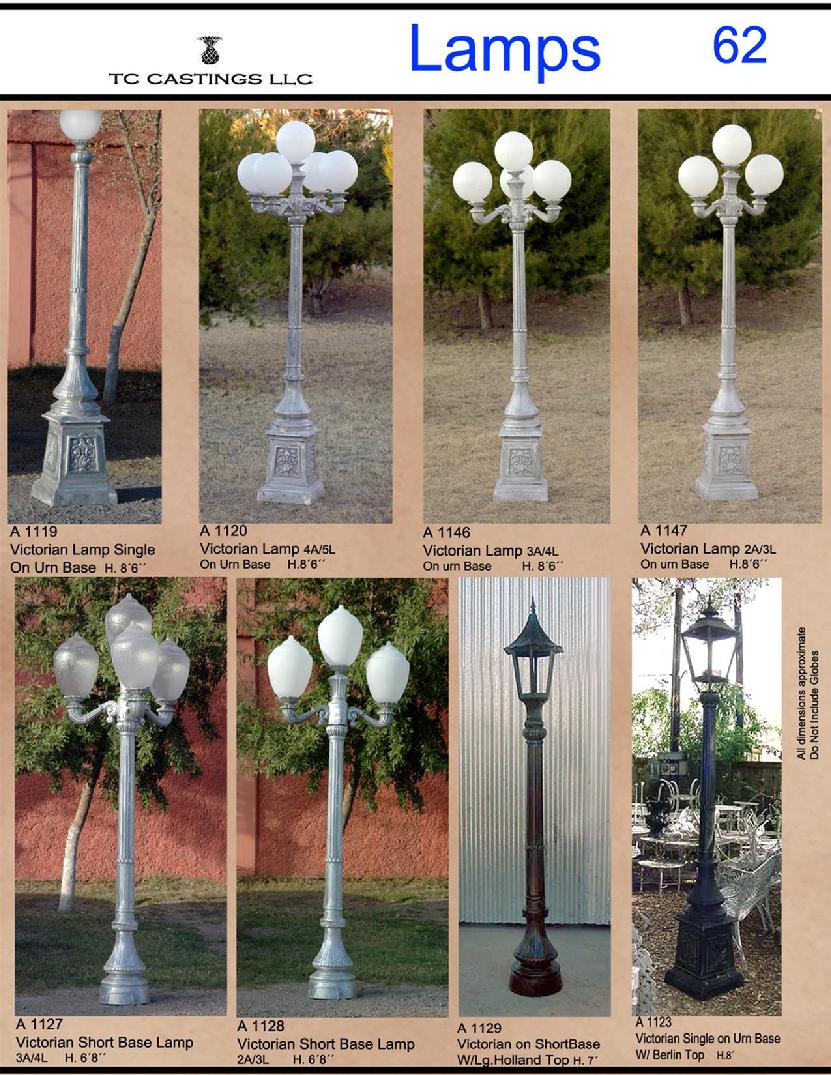 TC CASTINGS LLC
Lamps
62
A 1119
Victorian Lamp Single
On Urn Base H. 8´6´´
A 1120
Victorian Lamp 4A/5L
On Urn Base H.8´6´´
A 1146
Victorian Lamp 3A/4L
On urn Base H. 8´6´´
A 1147
Victorian Lamp 2A/3L
On urn Base H.8´6´´
All dimensions approximate
Do Not Include Globes
A 1127
Victorian Short Base Lamp
3A/4L H. 6´8´´
A 1128
Victorian Short Base Lamp
2A/3L H. 6´8´´
A 1129
Victorian on ShortBase
W/Lg.Holland Top H. 7´
A 1123
Victorian Single on Urn Base
W/ Berlin Top H.8´